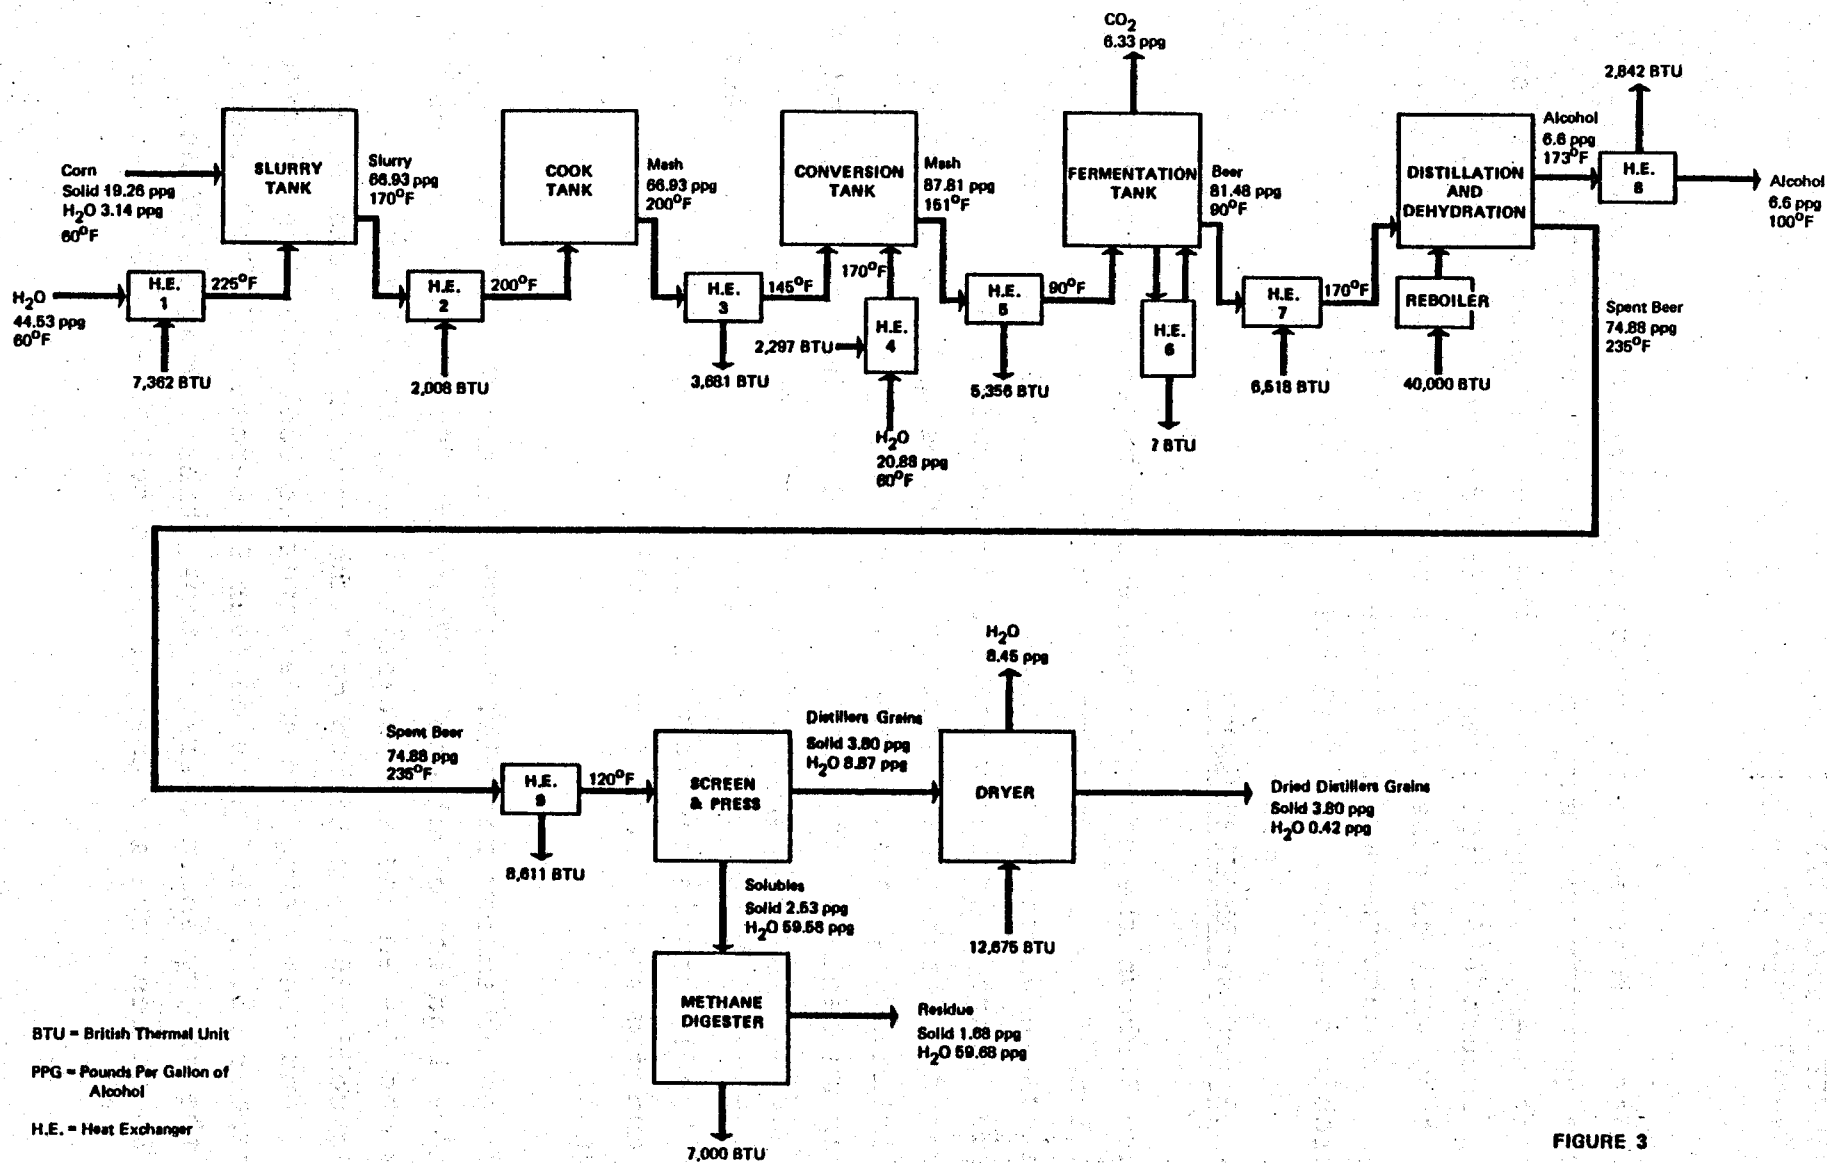 CO2
6.33 ppg
2,842 BTU
Corn
Solid 19.26 ppg
H2O 3.14 ppg
60°F
SLURRY
TANK
Slurry
66.93 ppg
170°F
COOK
TANK
Mash
66.93 ppg
200°F
CONVERSION
TANK
Mash
87.81 ppg
151°F
FERMENTATION
TANK
Beer
81.48 ppg
90°F
DISTILLATION
AND
DEHYDRATION
Alcohol
6.6 ppg
173°F
H.E.
8
Alcohol
6.6 ppg
100°F
H2O
44.53 ppg
60°F
H.E.
1
225°F
7,362 BTU
H.E.
2
200°F
2,008 BTU
H.E.
3
145°F
3,681 BTU
170°F
H.E.
4
2,297 BTU
H2O
20.88 ppg
60°F
H.E.
5
90°F
5,356 BTU
H.E.
6
? BTU
H.E.
7
170°F
6,518 BTU
REBOILER
40,000 BTU
Spent Beer
74.88 ppg
235°F
Spent Beer
74.88 ppg
235°F
H.E.
9
120°F
8,611 BTU
SCREEN
& PRESS
Distillers Grains
Solid 3.80 ppg
H2O 8.87 ppg
H2O
8.45 ppg
DRYER
12,675 BTU
Dried Distillers Grains
Solid 3.80 ppg
H2O 0.42 ppg
Solubles
Solid 2.53 ppg
H2O 59.58 ppg
METHANE
DIGESTER
Residue
Solid 1.68 ppg
H2O 59.68 ppg
7,000 BTU
BTU = British Thermal Unit
PPG = Pounds Per Gallon of
Alcohol
H.E. = Heat Exchanger
FIGURE 3